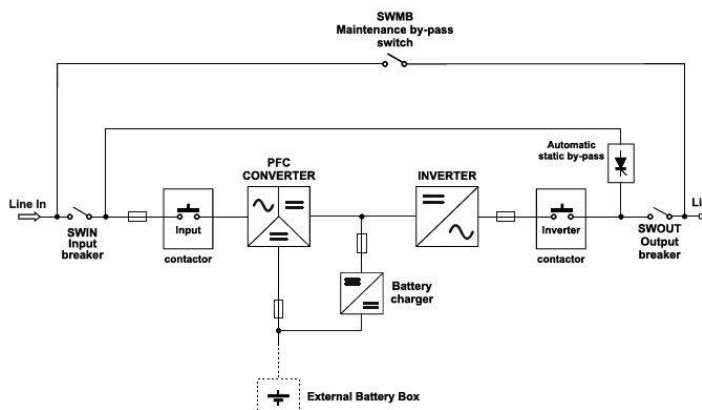 SWMB
Maintenance by-pass
switch
Automatic
static by-pass
PFC
CONVERTER
INVERTER
Line In
SWIN
Input
breaker
Input
contactor
Inverter
contactor
SWOUT
Output
breaker
Li
Battery
charger
External Battery Box